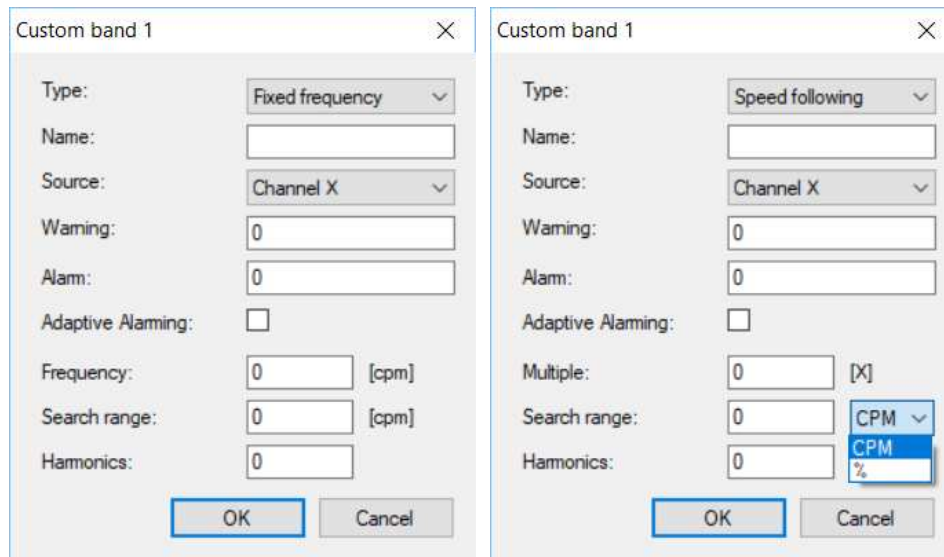 Custom band 1
Type: Fixed frequency
Name:
Source: Channel X
Warning: 0
Alarm: 0
Adaptive Alarming:
Frequency: 0 [cpm]
Search range: 0 [cpm]
Harmonics: 0
OK Cancel
Custom band 1
Type: Speed following
Name:
Source: Channel X
Warning: 0
Alarm: 0
Adaptive Alarming:
Multiple: 0 [X]
Search range: 0 CPM
CPM
Harmonics: 0 %
OK Cancel